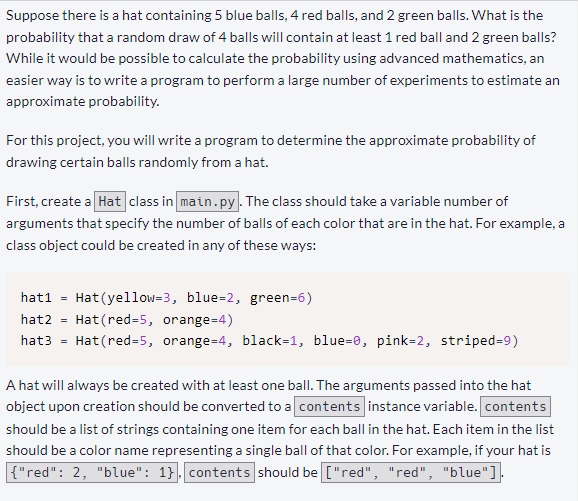 Suppose there is a hat containing 5 blue balls, 4 red balls, and 2 green balls. What is the
probability that a random draw of 4 balls will contain at least 1 red ball and 2 green balls?
While it would be possible to calculate the probability using advanced mathematics, an
easier way is to write a program to perform a large number of experiments to estimate an
approximate probability.
For this project, you will write a program to determine the approximate probability of
drawing certain balls randomly from a hat.
First, create a Hat class in main.py. The class should take a variable number of
arguments that specify the number of balls of each color that are in the hat. For example, a
class object could be created in any of these ways:
hat1 = Hat(yellow=3, blue=2, green=6)
hat2 = Hat(red=5, orange=4)
hat3 = Hat(red=5, orange=4, black=1, blue=0, pink=2, striped=9)
A hat will always be created with at least one ball. The arguments passed into the hat
object upon creation should be converted to a contents instance variable. contents
should be a list of strings containing one item for each ball in the hat. Each item in the list
should be a color name representing a single ball of that color. For example, if your hat is
{"red": 2, "blue": 1}, contents should be ["red", "red", "blue"].